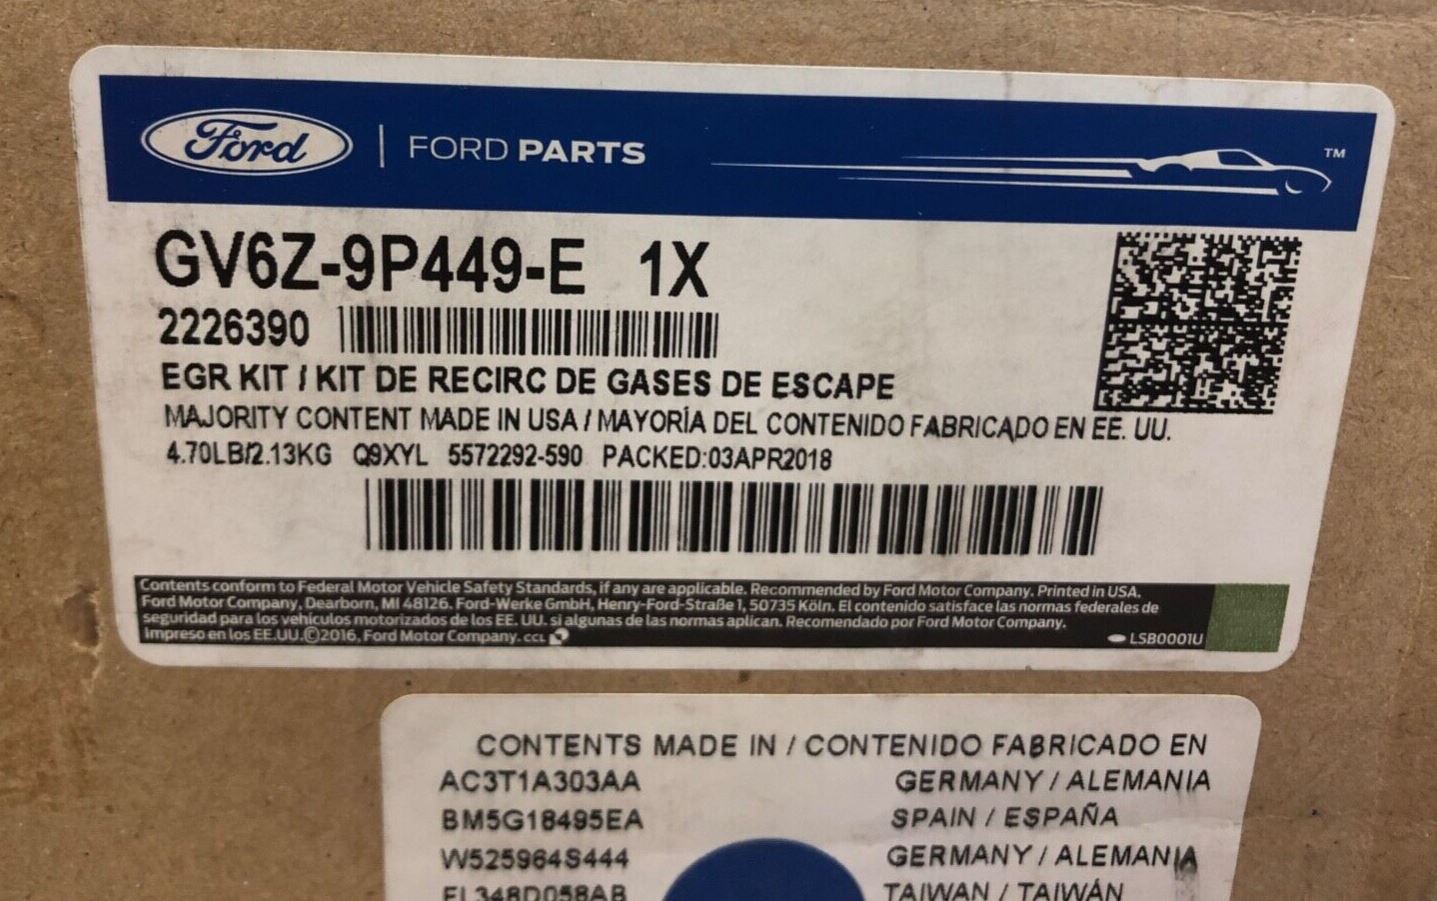 Ford | FORD PARTS ™
GV6Z-9P449-E 1X
2226390
EGR KIT / KIT DE RECIRC DE GASES DE ESCAPE
MAJORITY CONTENT MADE IN USA / MAYORÍA DEL CONTENIDO FABRICADO EN EE. UU.
4.70LB/2.13KG Q9XYL 5572292-590 PACKED:03APR2018
Contents conform to Federal Motor Vehicle Safety Standards, if any are applicable. Recommended by Ford Motor Company. Printed in USA,
Ford Motor Company, Dearborn, MI 48126. Ford-Werke GmbH, Henry-Ford-Straße 1, 50735 Köln. El contenido satisface las normas federales de
seguridad para los vehículos motorizados de los EE. UU. si algunas de las normas aplican. Recomendado por Ford Motor Company.
Impreso en los EE.UU.©2016, Ford Motor Company. CCL
LSB0001U
CONTENTS MADE IN / CONTENIDO FABRICADO EN
AC3T1A303AA GERMANY / ALEMANIA
BM5G18495EA SPAIN / ESPAÑA
W525964S444 GERMANY / ALEMANIA
FL348D058AB TAIWAN / TAIWÁN